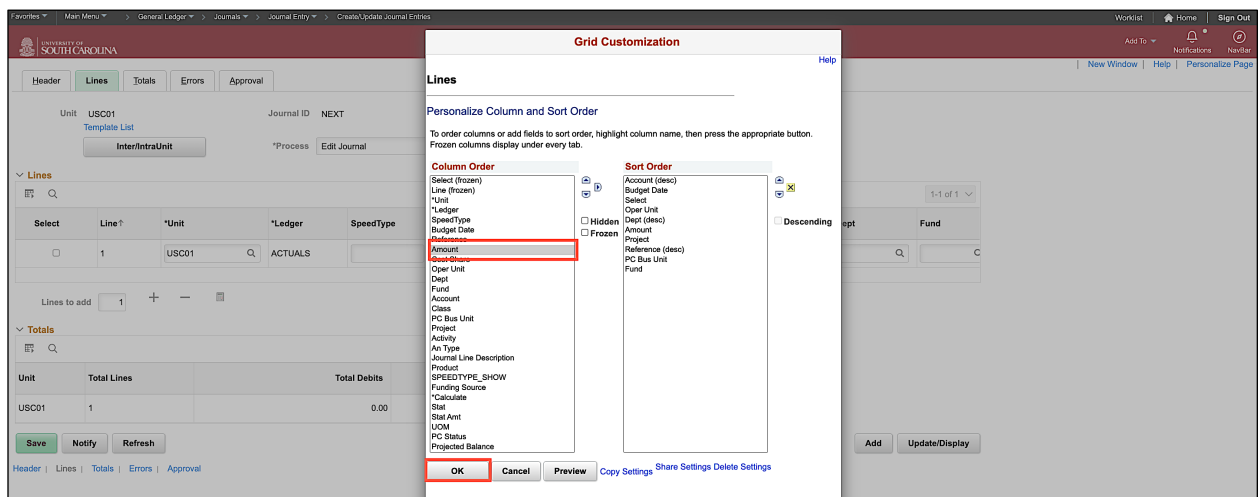 Favorites Main Menu > General Ledger > Journals > Journal Entry > Create/Update Journal Entries Worklist Home Sign Out
UNIVERSITY OF
SOUTH CAROLINA
Add To Notifications NavBar
New Window | Help | Personalize Page
Header Lines Totals Errors Approval
Unit USC01 Journal ID NEXT
Template List
Inter/IntraUnit *Process Edit Journal
Lines
1-1 of 1
Select Line↑ *Unit *Ledger SpeedType ept Fund
1 USC01 ACTUALS
Lines to add 1 + −
Totals
Unit Total Lines Total Debits
USC01 1 0.00
Save Notify Refresh Add Update/Display
Header | Lines | Totals | Errors | Approval
Grid Customization
Help
Lines
Personalize Column and Sort Order
To order columns or add fields to sort order, highlight column name, then press the appropriate button.
Frozen columns display under every tab.
Column Order
Select (frozen)
Line (frozen)
*Unit
*Ledger
SpeedType
Budget Date
Reference
Amount
Cost Share
Oper Unit
Dept
Fund
Account
Class
PC Bus Unit
Project
Activity
An Type
Journal Line Description
Product
SPEEDTYPE_SHOW
Funding Source
*Calculate
Stat
Stat Amt
UOM
PC Status
Projected Balance
Hidden
Frozen
Sort Order
Account (desc)
Budget Date
Select
Oper Unit
Dept (desc)
Amount
Project
Reference (desc)
PC Bus Unit
Fund
Descending
OK Cancel Preview Copy Settings Share Settings Delete Settings